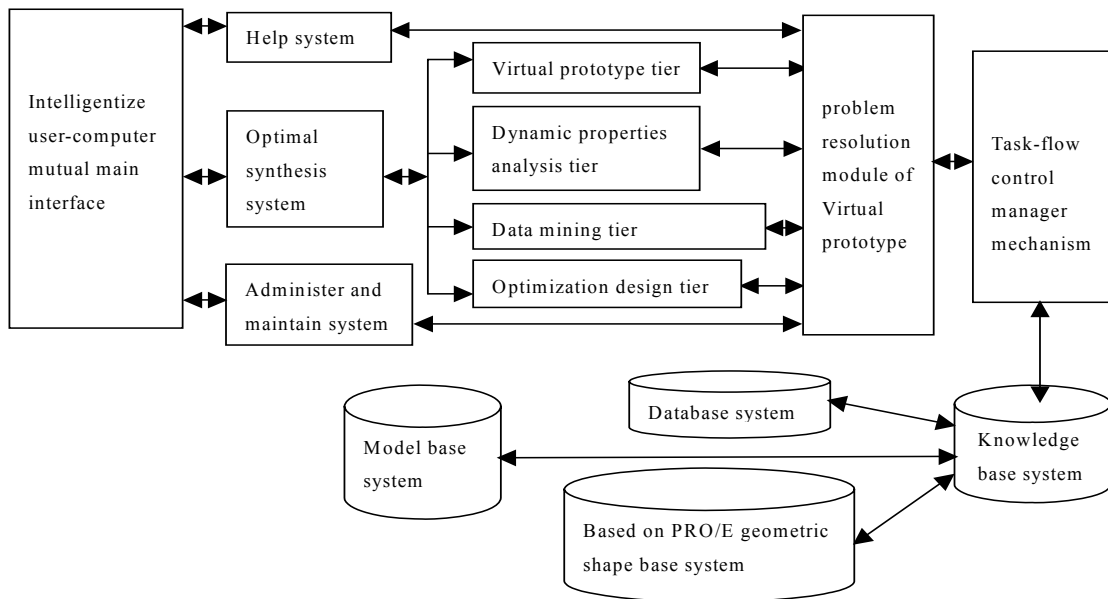 Intelligentize
user-computer
mutual main
interface
Help system
Optimal
synthesis
system
Administer and
maintain system
Virtual prototype tier
Dynamic properties
analysis tier
Data mining tier
Optimization design tier
problem
resolution
module of
Virtual
prototype
Task-flow
control
manager
mechanism
Database system
Model base
system
Knowledge
base system
Based on PRO/E geometric
shape base system